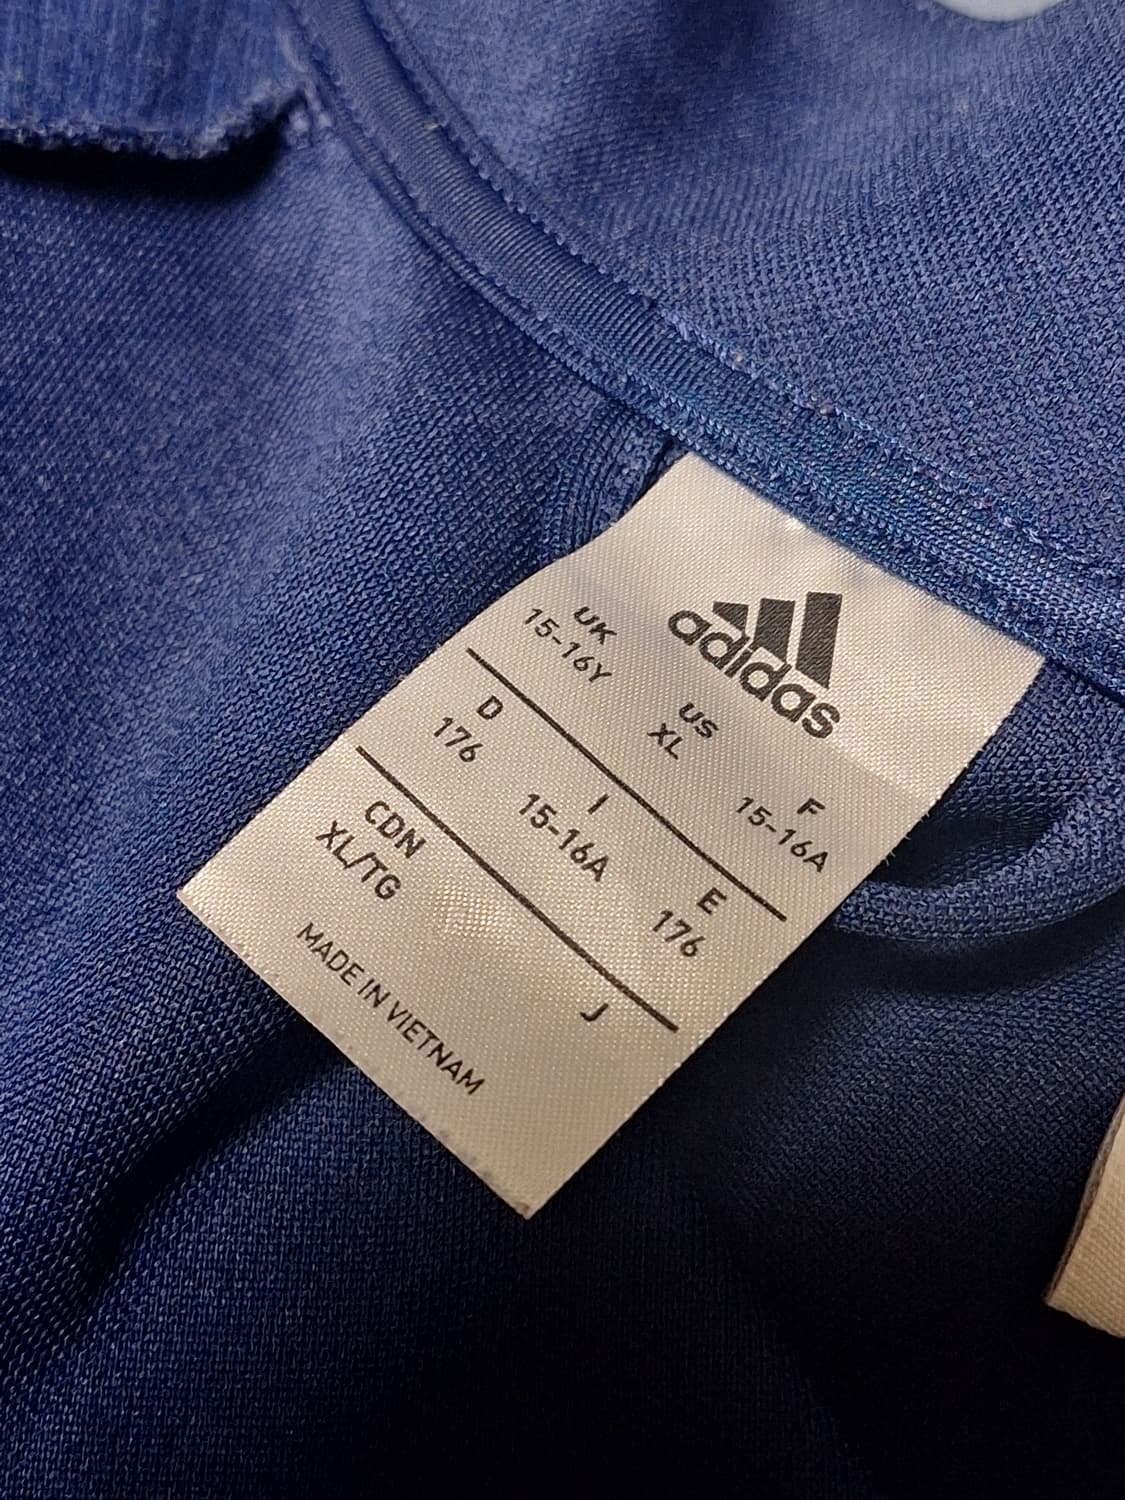 adidas
UK US F
15-16Y XL 15-16A
D I E
176 15-16A 176
CDN J
XL/TG
MADE IN VIETNAM